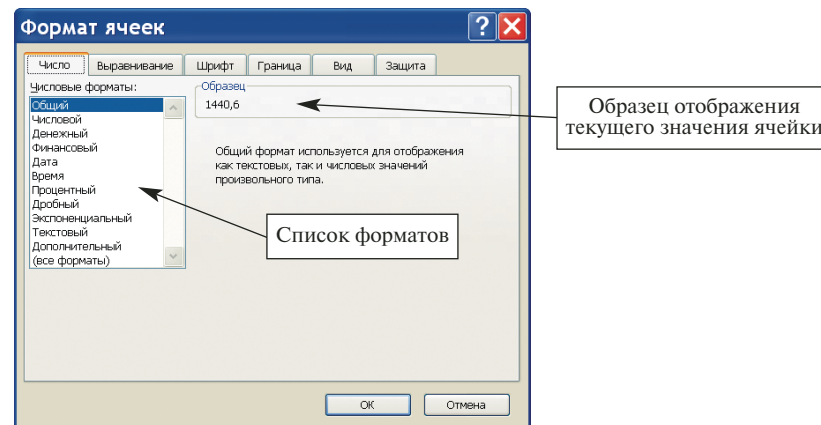 Формат ячеек
Число Выравнивание Шрифт Граница Вид Защита
Числовые форматы:
Общий
Числовой
Денежный
Финансовый
Дата
Время
Процентный
Дробный
Экспоненциальный
Текстовый
Дополнительный
(все форматы)
Образец
1440,6
Общий формат используется для отображения
как текстовых, так и числовых значений
произвольного типа.
Список форматов
Образец отображения
текущего значения ячейки
ОК Отмена